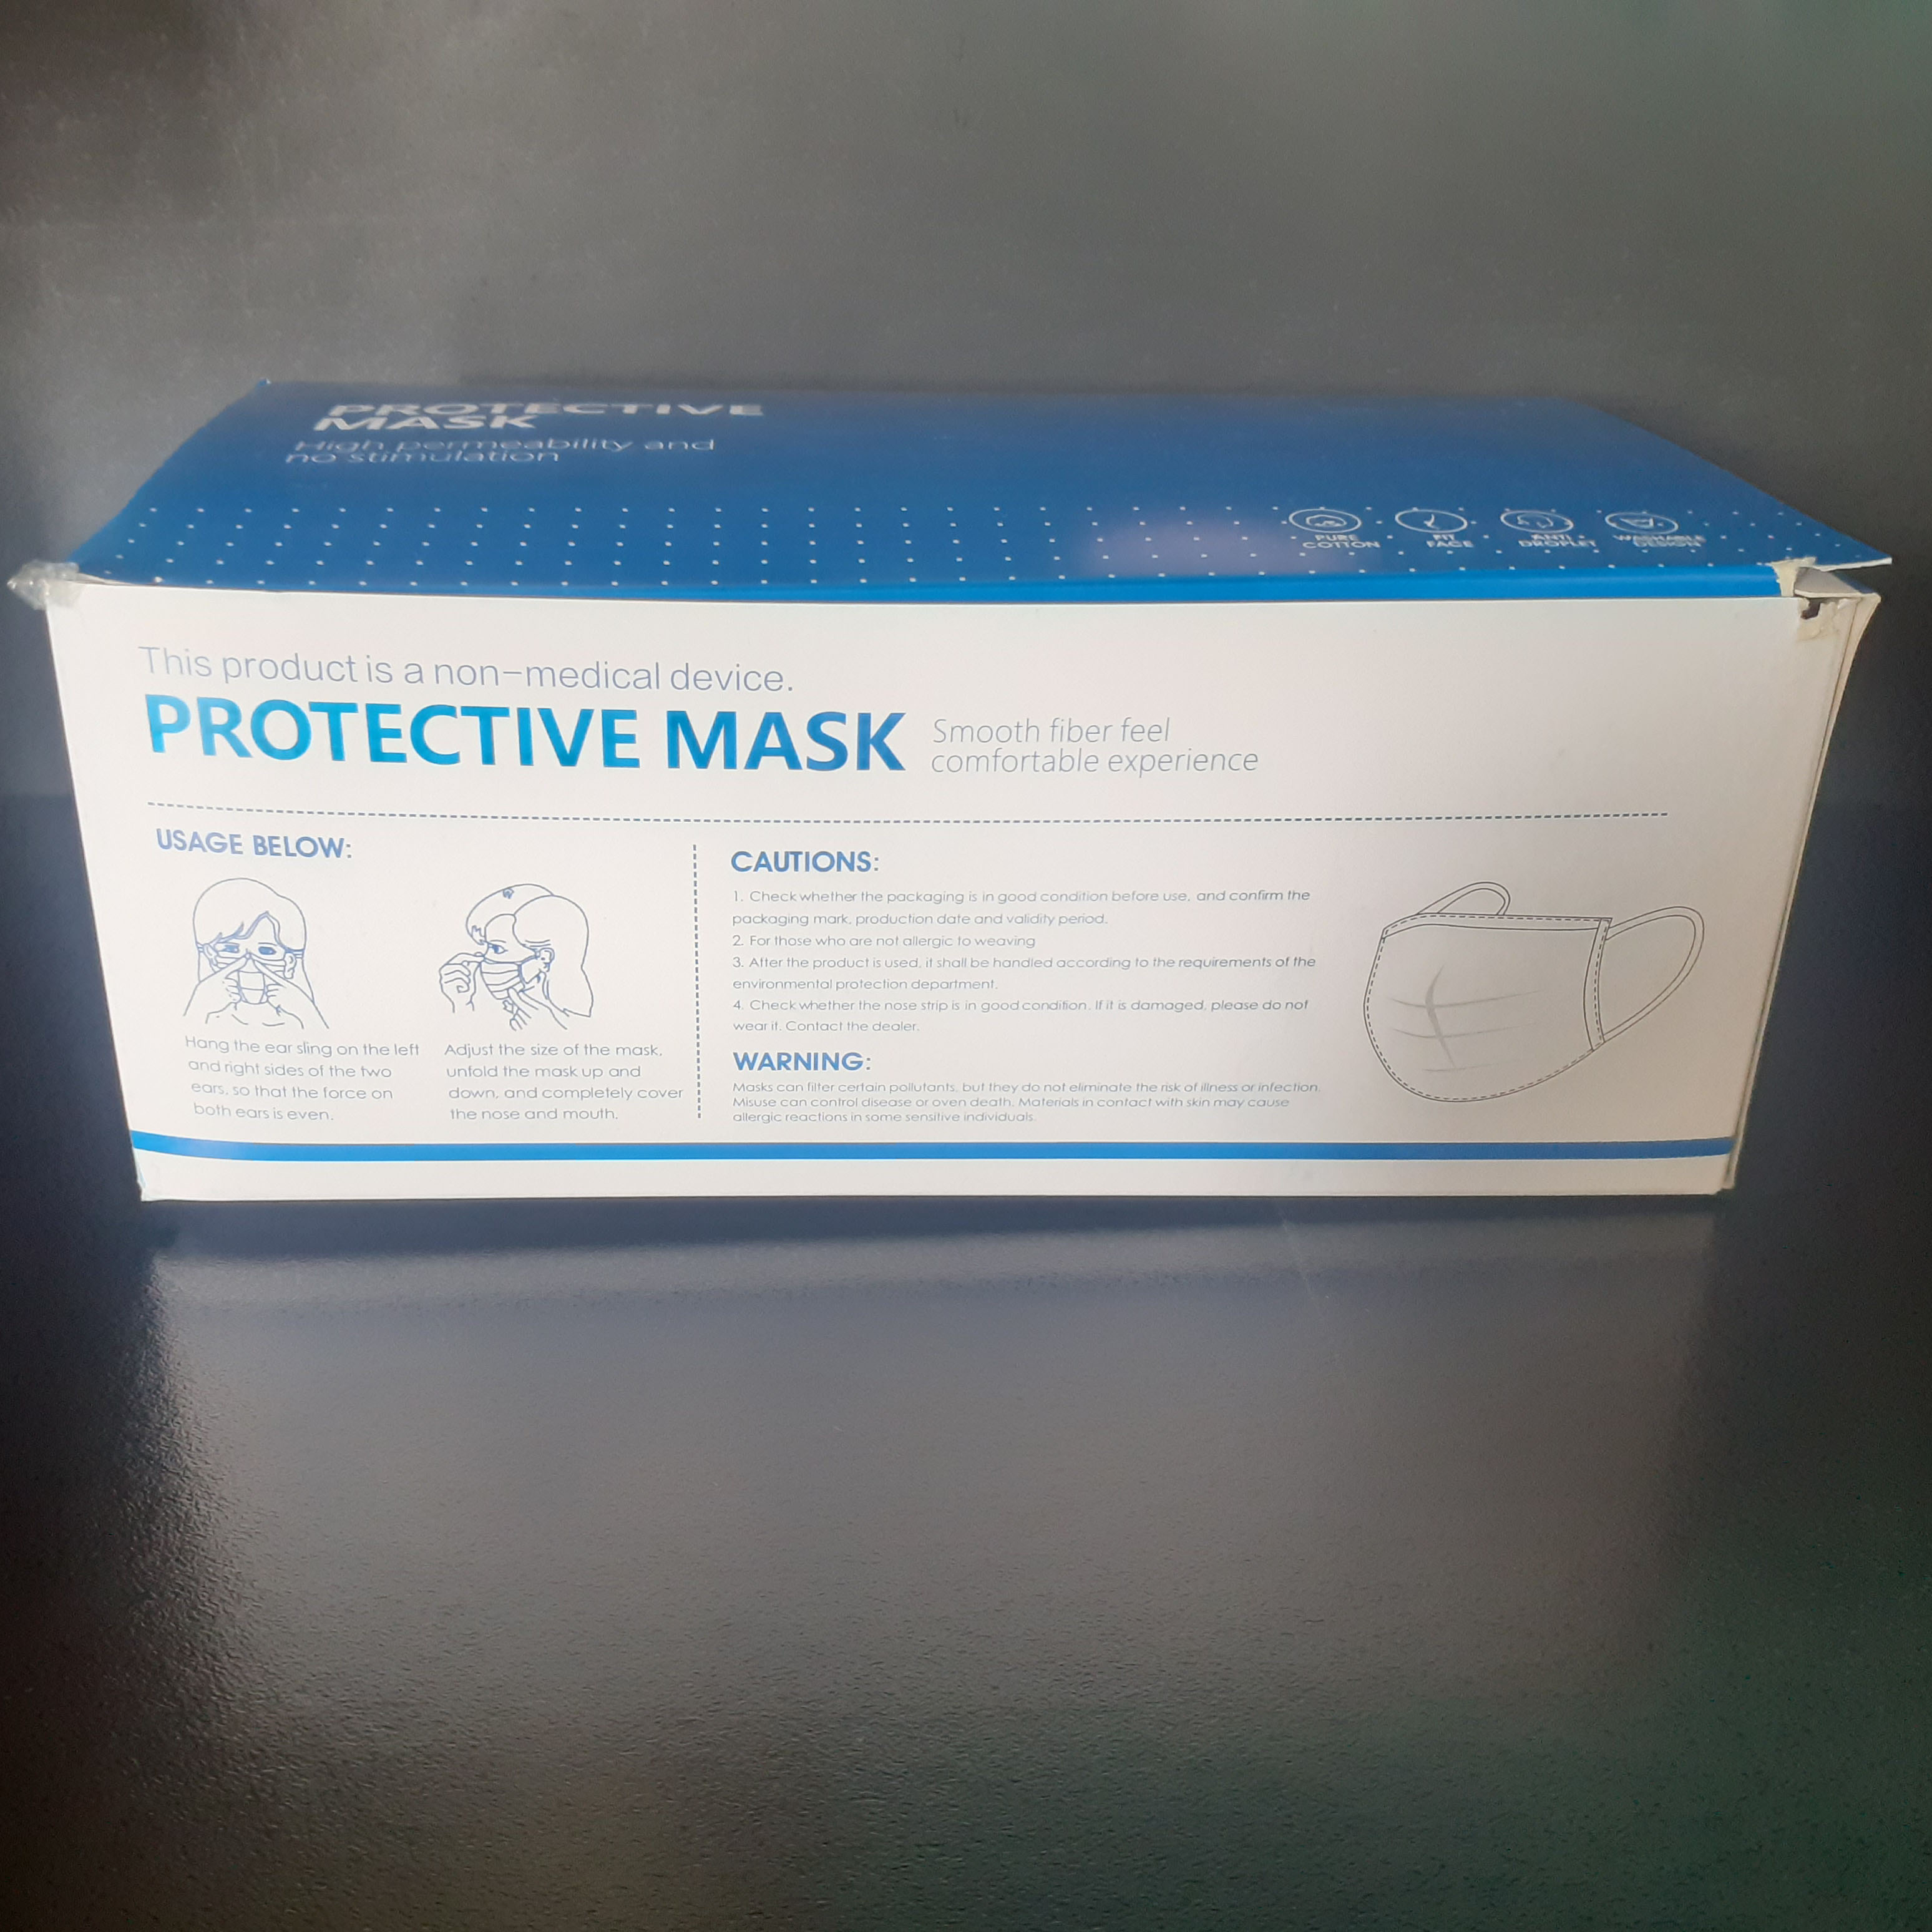 PROTECTIVE
MASK
High permeability and
no stimulation
PURE
COTTON
FIT
FACE
ANTI
DROPLET
WASHABLE
DESIGN
This product is a non-medical device.
PROTECTIVE MASK
Smooth fiber feel
comfortable experience
USAGE BELOW:
Hang the ear sling on the left
and right sides of the two
ears, so that the force on
both ears is even.
Adjust the size of the mask,
unfold the mask up and
down, and completely cover
the nose and mouth.
CAUTIONS:
1. Check whether the packaging is in good condition before use, and confirm the
packaging mark, production date and validity period.
2. For those who are not allergic to weaving
3. After the product is used, it shall be handled according to the requirements of the
environmental protection department.
4. Check whether the nose strip is in good condition. If it is damaged, please do not
wear it. Contact the dealer.
WARNING:
Masks can filter certain pollutants, but they do not eliminate the risk of illness or infection.
Misuse can control disease or oven death. Materials in contact with skin may cause
allergic reactions in some sensitive individuals.